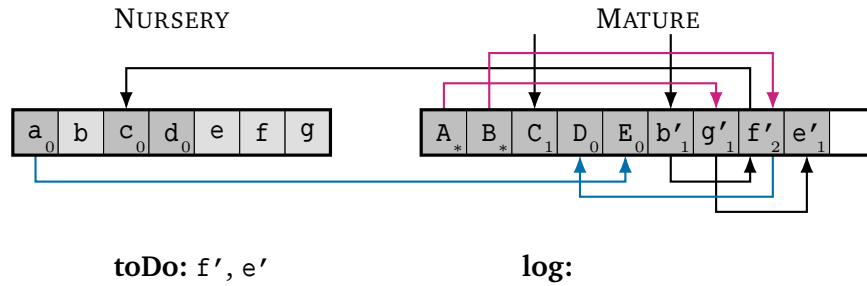 NURSERY MATURE
a₀ b c₀ d₀ e f g A* B* C₁ D₀ E₀ b′₁ g′₁ f′₂ e′₁
toDo: f′, e′ log: